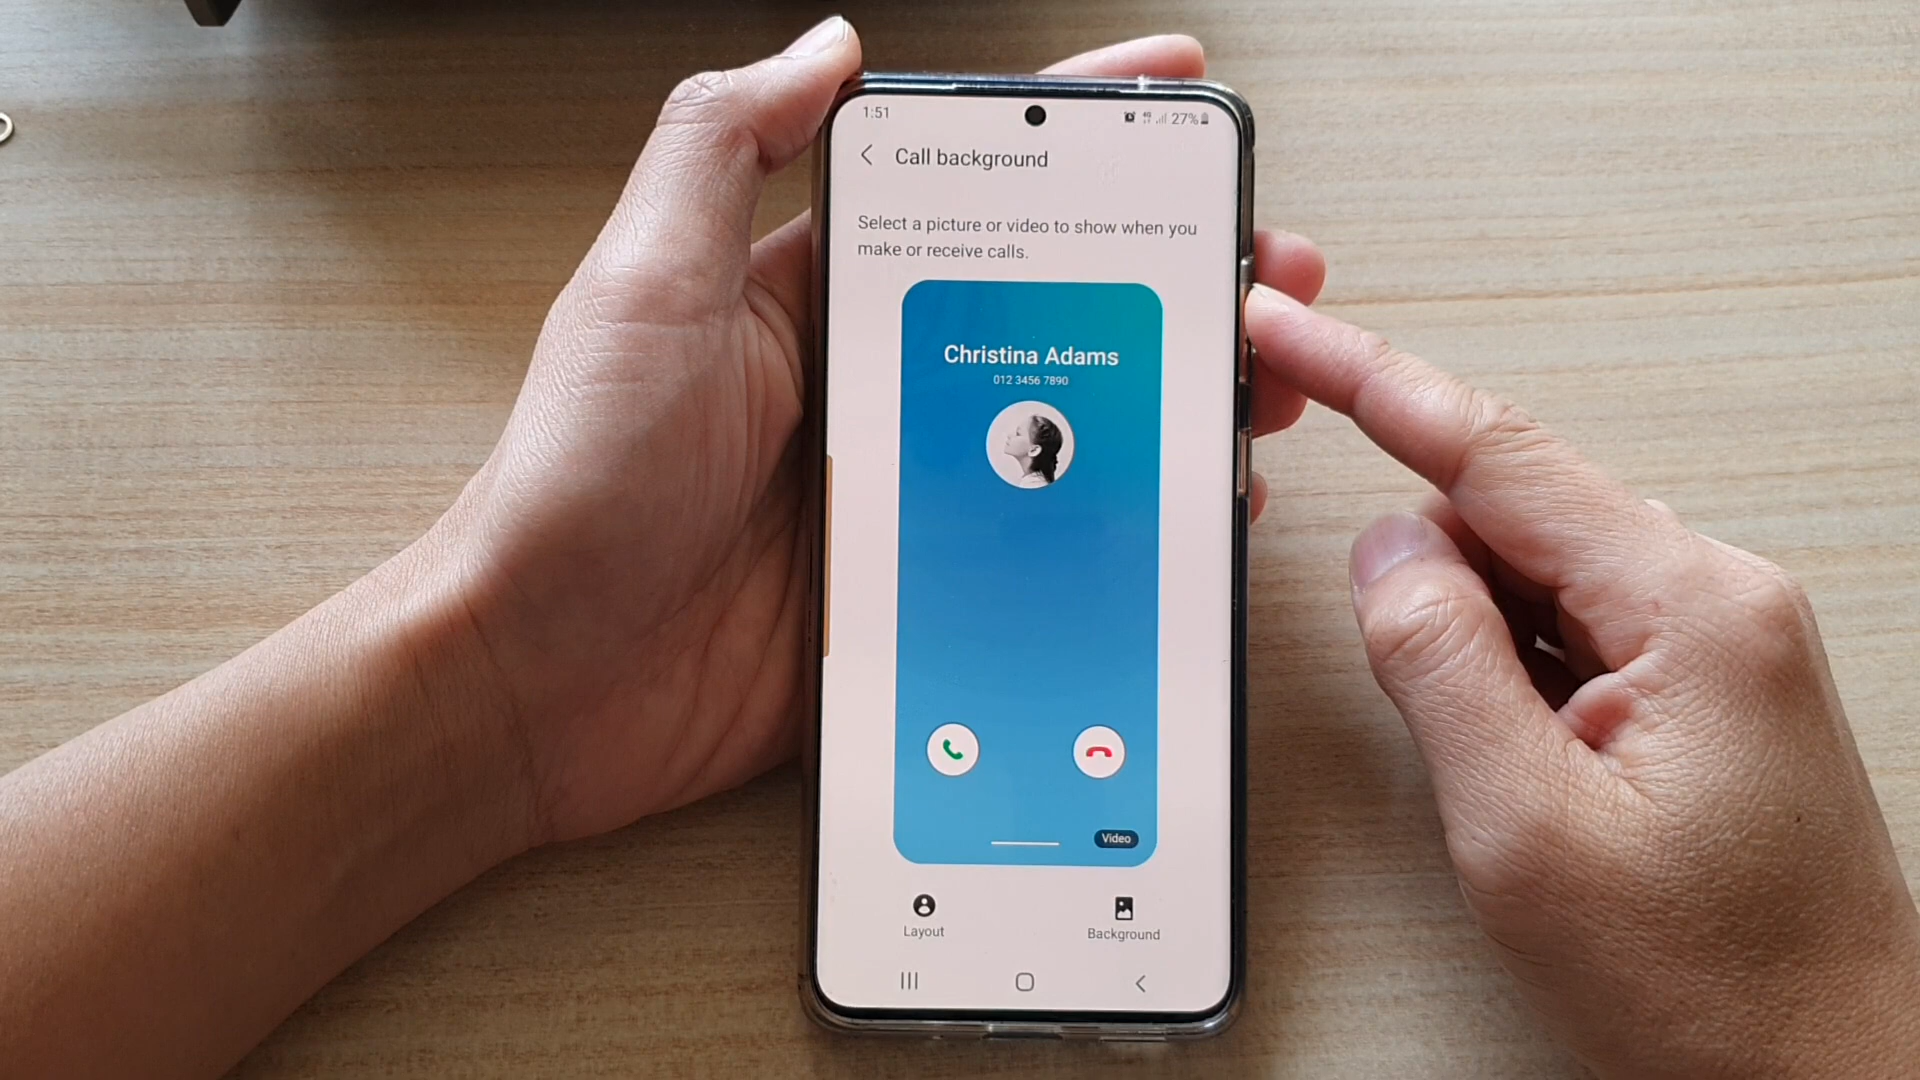 1:51
27%
Call background
Select a picture or video to show when you
make or receive calls.
Christina Adams
012 3456 7890
Video
Layout
Background